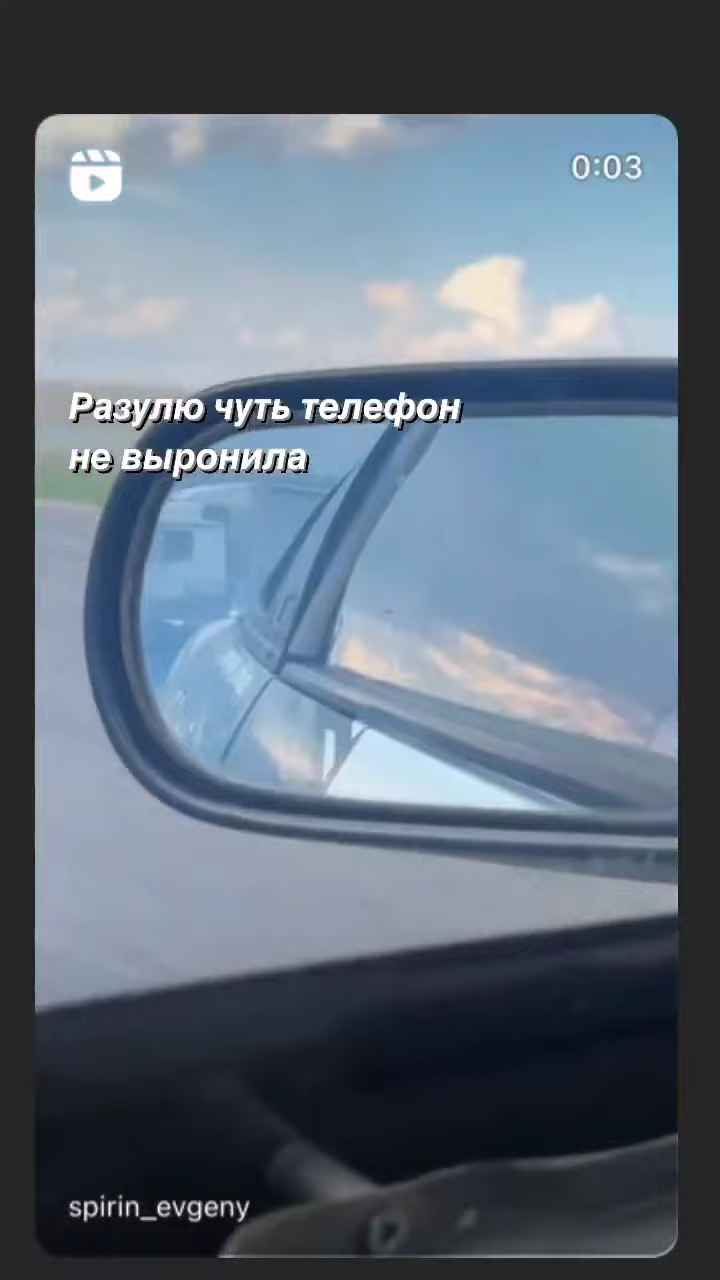 0:03
Разулю чуть телефон
не выронила
spirin_evgeny